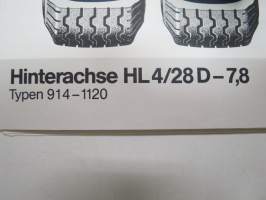 Hinterachse HL 4/28 D – 7,8
Typen 914 – 1120